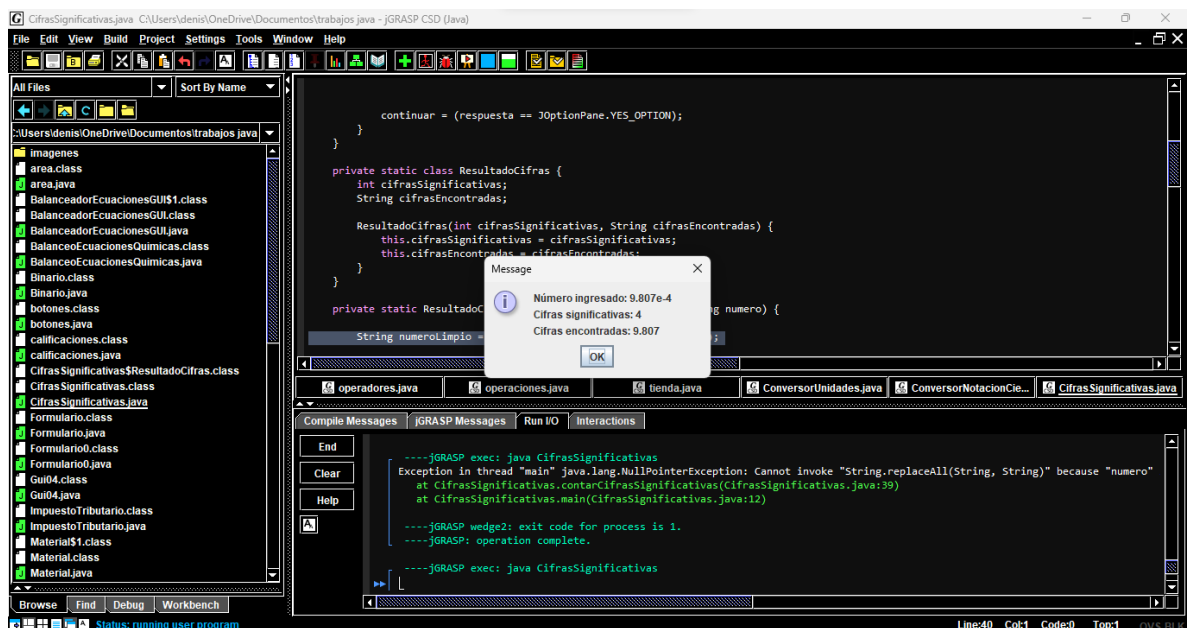 CifrasSignificativas.java C:\Users\denis\OneDrive\Documentos\trabajos java - jGRASP CSD (Java)
File Edit View Build Project Settings Tools Window Help
All Files Sort By Name
:\Users\denis\OneDrive\Documentos\trabajos java
imagenes
area.class
area.java
BalanceadorEcuacionesGUI$1.class
BalanceadorEcuacionesGUI.class
BalanceadorEcuacionesGUI.java
BalanceoEcuacionesQuimicas.class
BalanceoEcuacionesQuimicas.java
Binario.class
Binario.java
botones.class
botones.java
calificaciones.class
calificaciones.java
CifrasSignificativas$ResultadoCifras.class
CifrasSignificativas.class
CifrasSignificativas.java
Formulario.class
Formulario.java
Formulario0.class
Formulario0.java
Gui04.class
Gui04.java
ImpuestoTributario.class
ImpuestoTributario.java
Material$1.class
Material.class
Material.java
Browse Find Debug Workbench
continuar = (respuesta == JOptionPane.YES_OPTION);
}
}
private static class ResultadoCifras {
int cifrasSignificativas;
String cifrasEncontradas;
ResultadoCifras(int cifrasSignificativas, String cifrasEncontradas) {
this.cifrasSignificativas = cifrasSignificativas;
this.cifrasEncontradas = cifrasEncontradas;
}
}
private static ResultadoC g numero) {
String numeroLimpio = ;
Message
Número ingresado: 9.807e-4
Cifras significativas: 4
Cifras encontradas: 9.807
OK
operadores.java operaciones.java tienda.java ConversorUnidades.java ConversorNotacionCie... CifrasSignificativas.java
Compile Messages jGRASP Messages Run I/O Interactions
End
Clear
Help
----jGRASP exec: java CifrasSignificativas
Exception in thread "main" java.lang.NullPointerException: Cannot invoke "String.replaceAll(String, String)" because "numero"
at CifrasSignificativas.contarCifrasSignificativas(CifrasSignificativas.java:39)
at CifrasSignificativas.main(CifrasSignificativas.java:12)
----jGRASP wedge2: exit code for process is 1.
----jGRASP: operation complete.
----jGRASP exec: java CifrasSignificativas
Status: running user program Line:40 Col:1 Code:0 Top:1 OVS BLK